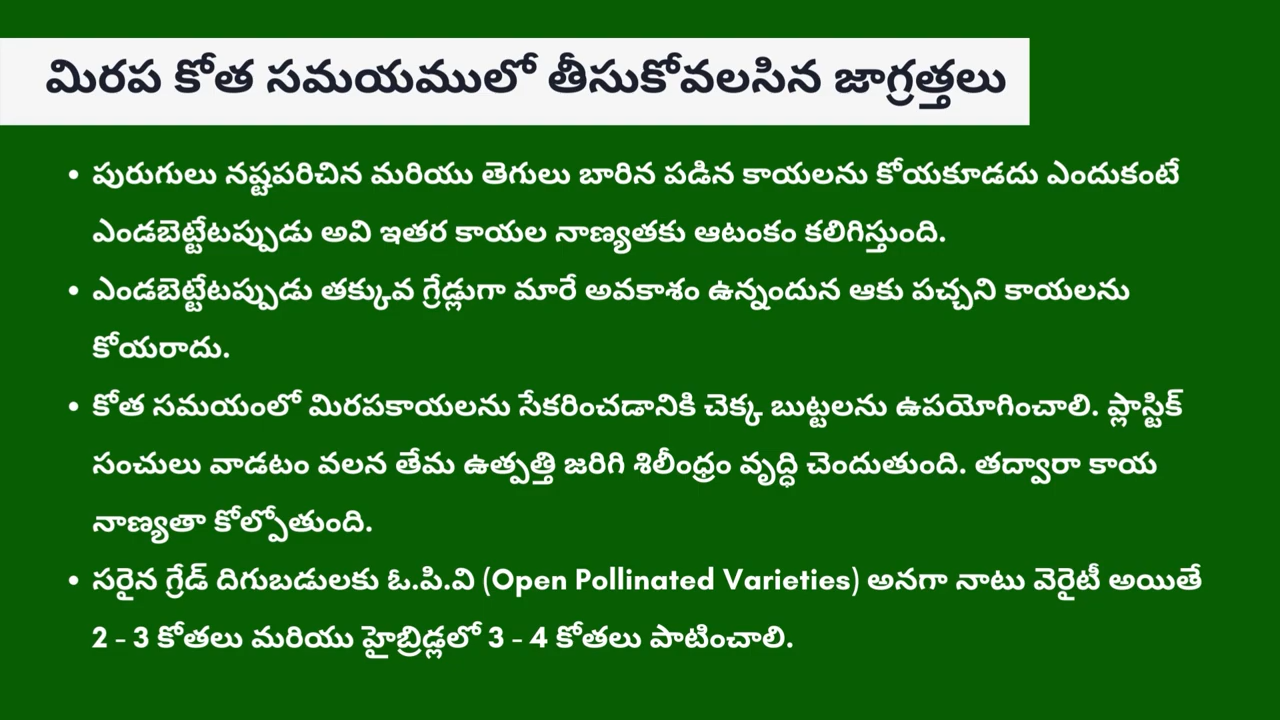 మిరప కోత సమయములో తీసుకోవలసిన జాగ్రత్తలు
• పురుగులు నష్టపరిచిన మరియు తెగులు బారిన పడిన కాయలను కోయకూడదు ఎందుకంటే
ఎండబెట్టేటప్పుడు అవి ఇతర కాయల నాణ్యతకు ఆటంకం కలిగిస్తుంది.
• ఎండబెట్టేటప్పుడు తక్కువ గ్రేడ్లుగా మారే అవకాశం ఉన్నందున ఆకు పచ్చని కాయలను
కోయరాదు.
• కోత సమయంలో మిరపకాయలను సేకరించడానికి చెక్క బుట్టలను ఉపయోగించాలి. ప్లాస్టిక్
సంచులు వాడటం వలన తేమ ఉత్పత్తి జరిగి శిలీంధ్రం వృద్ధి చెందుతుంది. తద్వారా కాయ
నాణ్యతా కోల్పోతుంది.
• సరైన గ్రేడ్ దిగుబడులకు ఓ.పి.వి (Open Pollinated Varieties) అనగా నాటు వెరైటీ అయితే
2 - 3 కోతలు మరియు హైబ్రిడ్లలో 3 - 4 కోతలు పాటించాలి.